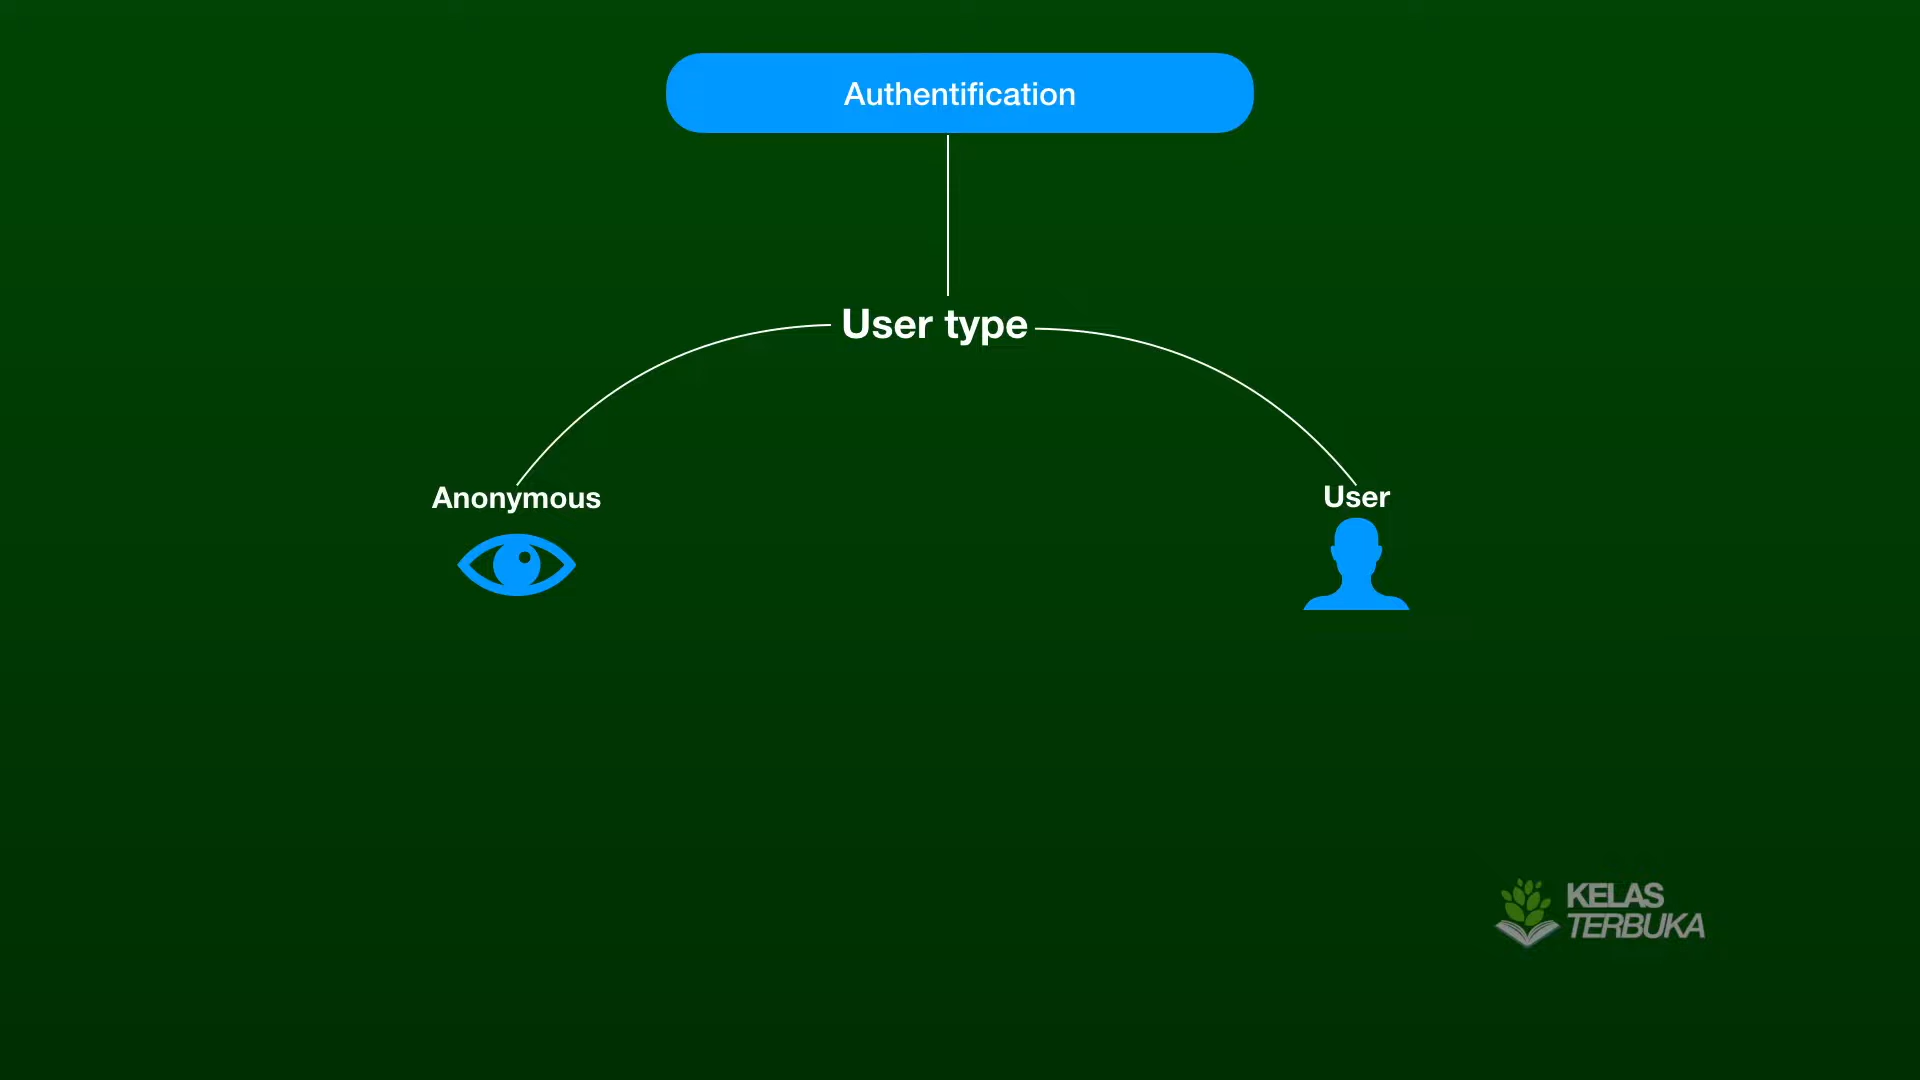 Authentification
User type
Anonymous
User
KELAS
TERBUKA